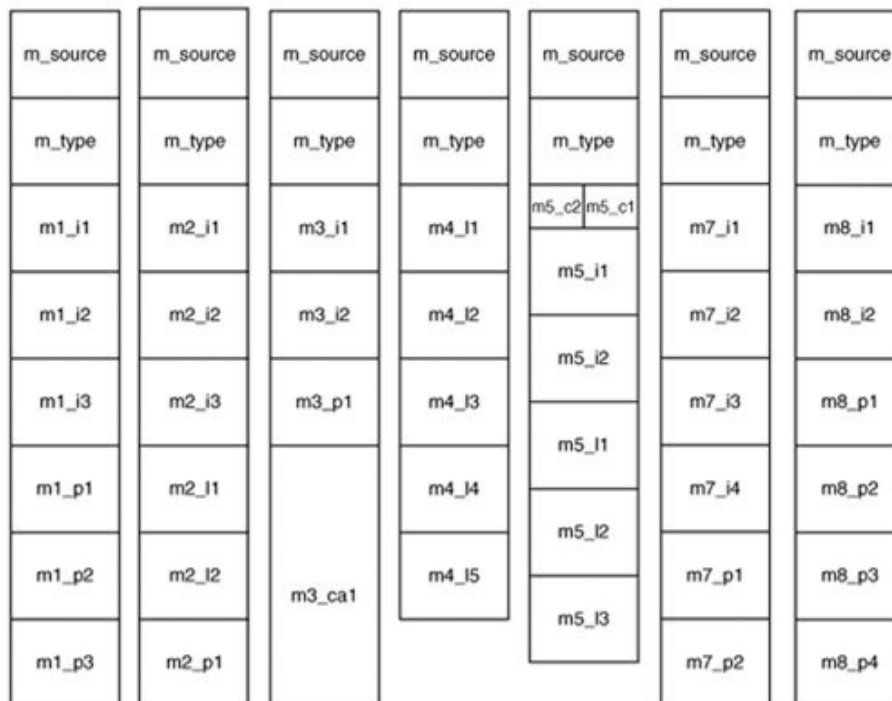 m_source
m_type
m1_i1
m1_i2
m1_i3
m1_p1
m1_p2
m1_p3
m_source
m_type
m2_i1
m2_i2
m2_i3
m2_l1
m2_l2
m2_p1
m_source
m_type
m3_i1
m3_i2
m3_p1
m3_ca1
m_source
m_type
m4_l1
m4_l2
m4_l3
m4_l4
m4_l5
m_source
m_type
m5_c2 m5_c1
m5_i1
m5_i2
m5_l1
m5_l2
m5_l3
m_source
m_type
m7_i1
m7_i2
m7_i3
m7_i4
m7_p1
m7_p2
m_source
m_type
m8_i1
m8_i2
m8_p1
m8_p2
m8_p3
m8_p4